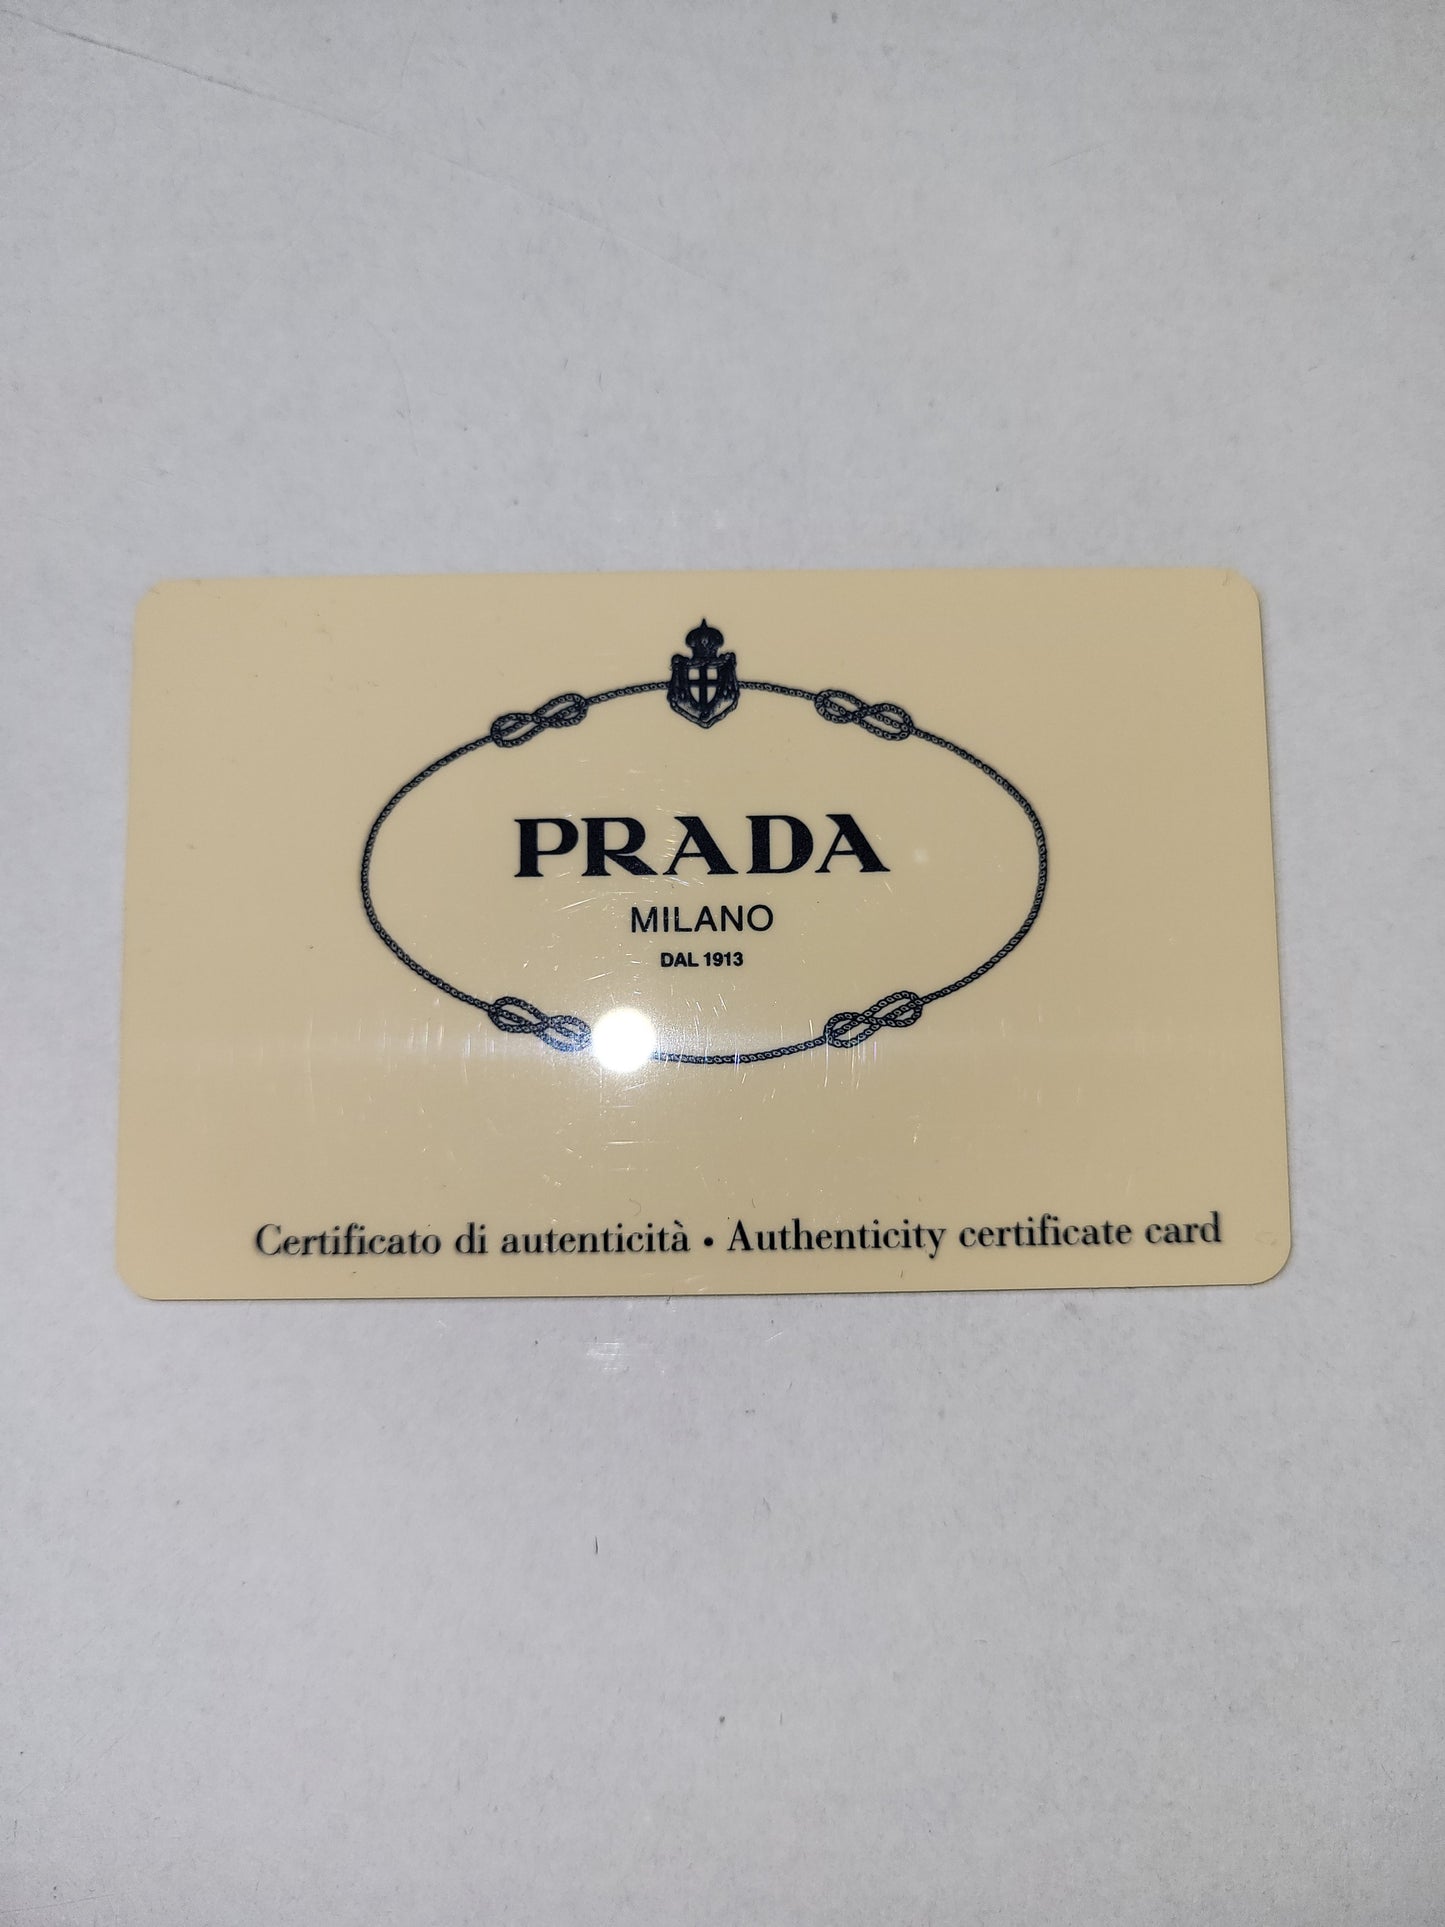 PRADA
MILANO
DAL 1913
Certificato di autenticità • Authenticity certificate card